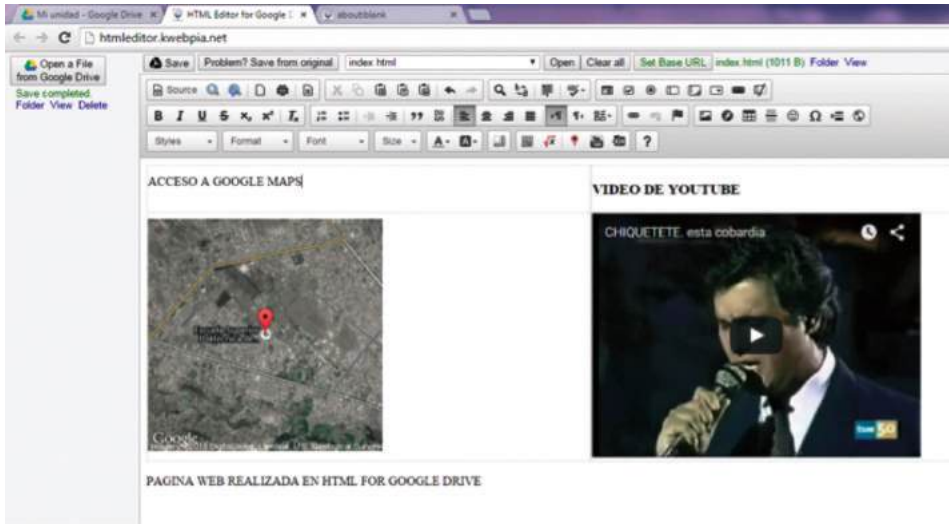 Mi unidad - Google Drive
HTML Editor for Google
about:blank
htmleditor.kwebpia.net
Open a File
from Google Drive
Save completed.
Folder View Delete
Save Problem? Save from original index html Open Clear all Set Base URL index html (1011 B) Folder View
Source
B I U S x₂ x² Tx
Styles Format Font Size A A ?
ACCESO A GOOGLE MAPS
VIDEO DE YOUTUBE
CHIQUETETE. esta cobardia
Google
PAGINA WEB REALIZADA EN HTML FOR GOOGLE DRIVE